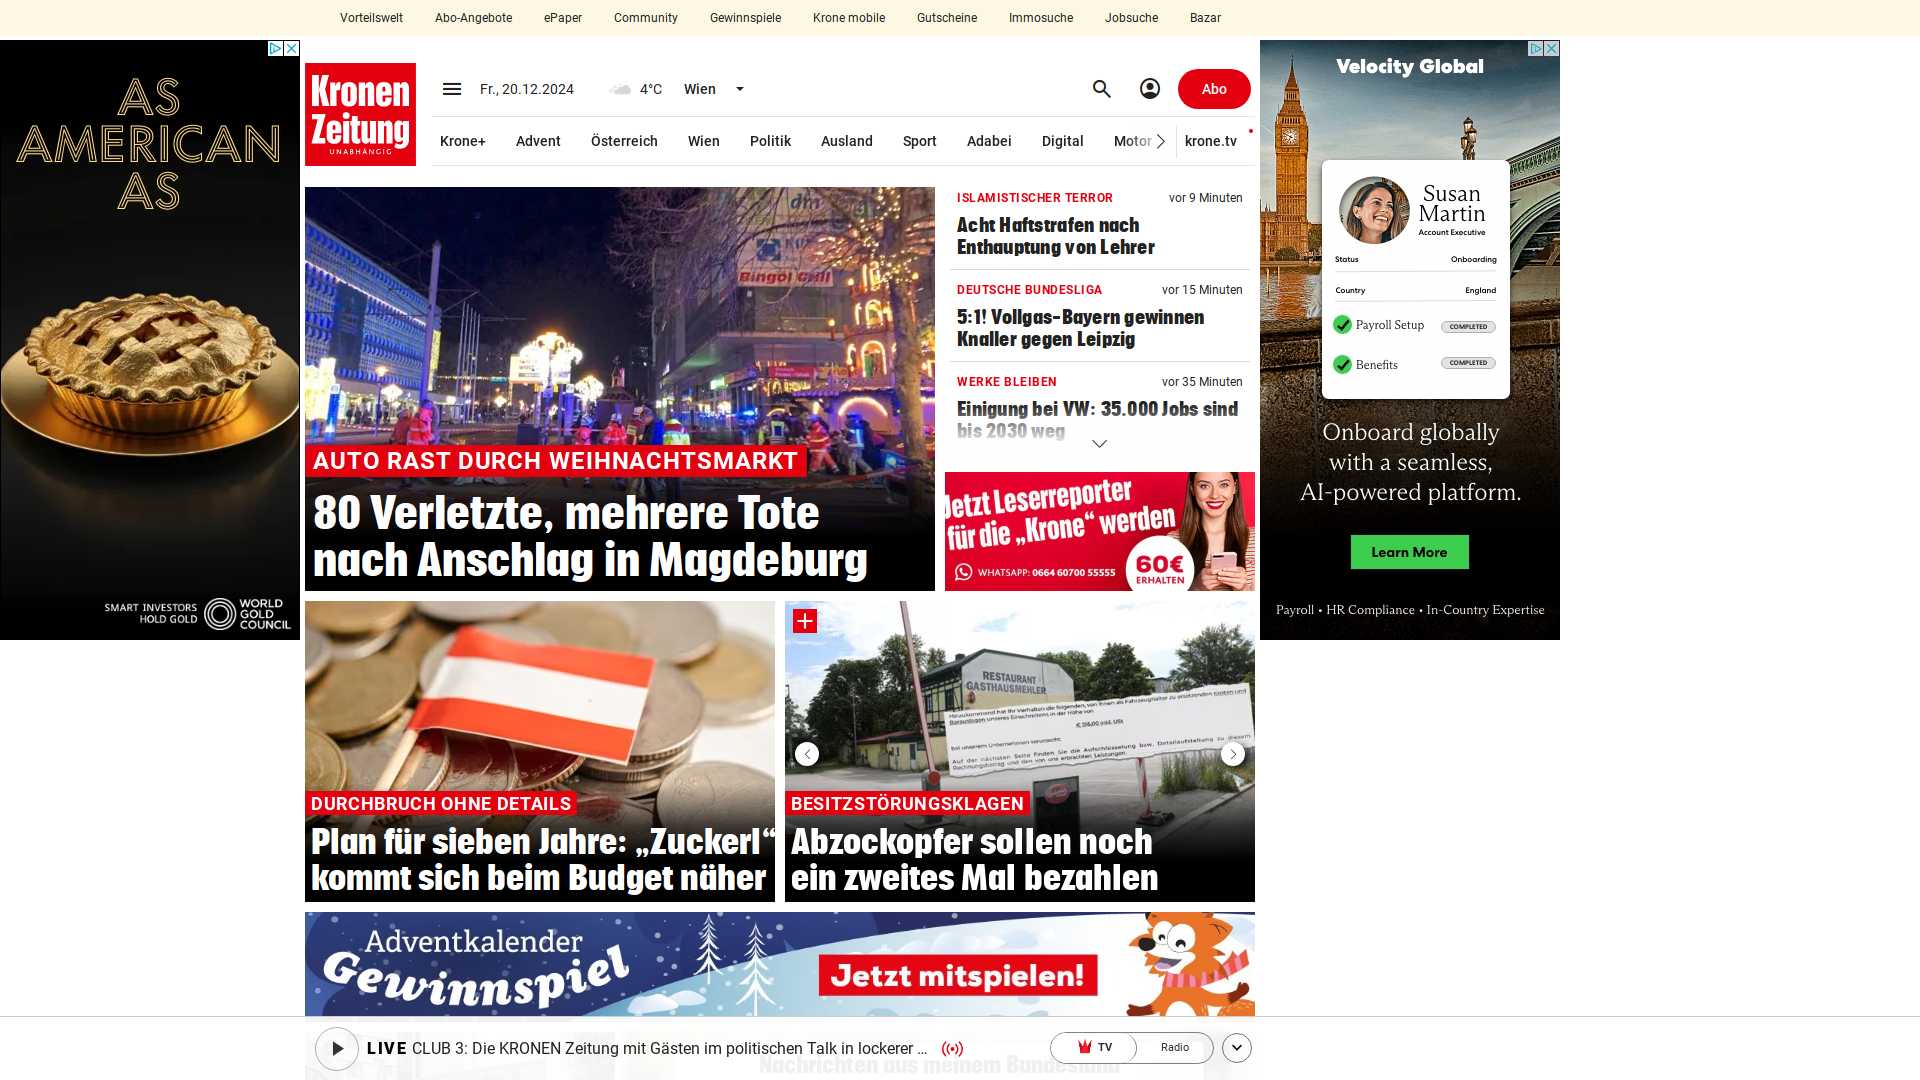 Vorteilswelt Abo-Angebote ePaper Community Gewinnspiele Krone mobile Gutscheine Immosuche Jobsuche Bazar
AS
AMERICAN
AS
SMART INVESTORS
HOLD GOLD
WORLD
GOLD
COUNCIL
Kronen
Zeitung
UNABHÄNGIG
Fr., 20.12.2024 4°C Wien
Abo
Krone+ Advent Österreich Wien Politik Ausland Sport Adabei Digital Motor krone.tv
dm
Bingöl Grill
AUTO RAST DURCH WEIHNACHTSMARKT
80 Verletzte, mehrere Tote
nach Anschlag in Magdeburg
ISLAMISTISCHER TERROR vor 9 Minuten
Acht Haftstrafen nach
Enthauptung von Lehrer
DEUTSCHE BUNDESLIGA vor 15 Minuten
5:1! Vollgas-Bayern gewinnen
Knaller gegen Leipzig
WERKE BLEIBEN vor 35 Minuten
Einigung bei VW: 35.000 Jobs sind
bis 2030 weg
Jetzt Leserreporter
für die „Krone“ werden
WHATSAPP: 0664 60700 55555
60€
ERHALTEN
Velocity Global
Susan
Martin
Account Executive
Status Onboarding
Country England
Payroll Setup COMPLETED
Benefits COMPLETED
Onboard globally
with a seamless,
AI-powered platform.
Learn More
Payroll • HR Compliance • In-Country Expertise
DURCHBRUCH OHNE DETAILS
Plan für sieben Jahre: „Zuckerl“
kommt sich beim Budget näher
RESTAURANT
GASTHAUSMEHLER
BESITZSTÖRUNGSKLAGEN
Abzockopfer sollen noch
ein zweites Mal bezahlen
Adventkalender
Gewinnspiel
Jetzt mitspielen!
LIVE CLUB 3: Die KRONEN Zeitung mit Gästen im politischen Talk in lockerer ...
TV Radio
Nachrichten aus meinem Bundesland